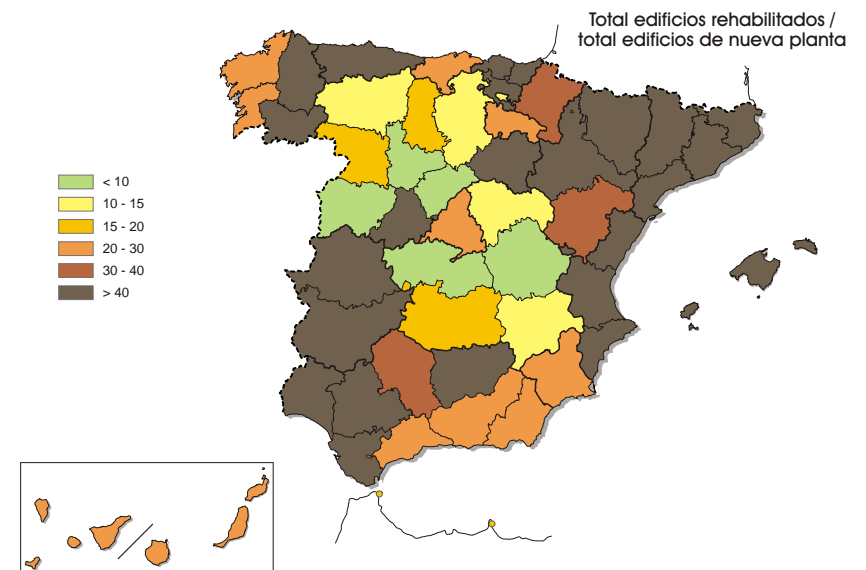 Total edificios rehabilitados /
total edificios de nueva planta
< 10
10 - 15
15 - 20
20 - 30
30 - 40
> 40